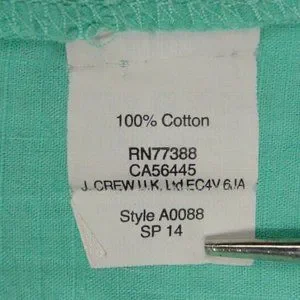 100% Cotton
RN77388
CA56445
J. CREW U.K. Ltd EC4V 6JA
Style A0088
SP 14